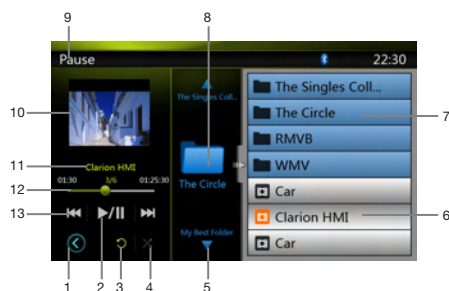 8
9
Pause 22:30
10
The Singles Coll...
The Singles Coll...
The Circle
7
RMVB
WMV
The Circle
11
Clarion HMI
01:30 3/6 01:25:30
12
Car
13
Clarion HMI
6
My Best Folder
Car
1 2 3 4 5